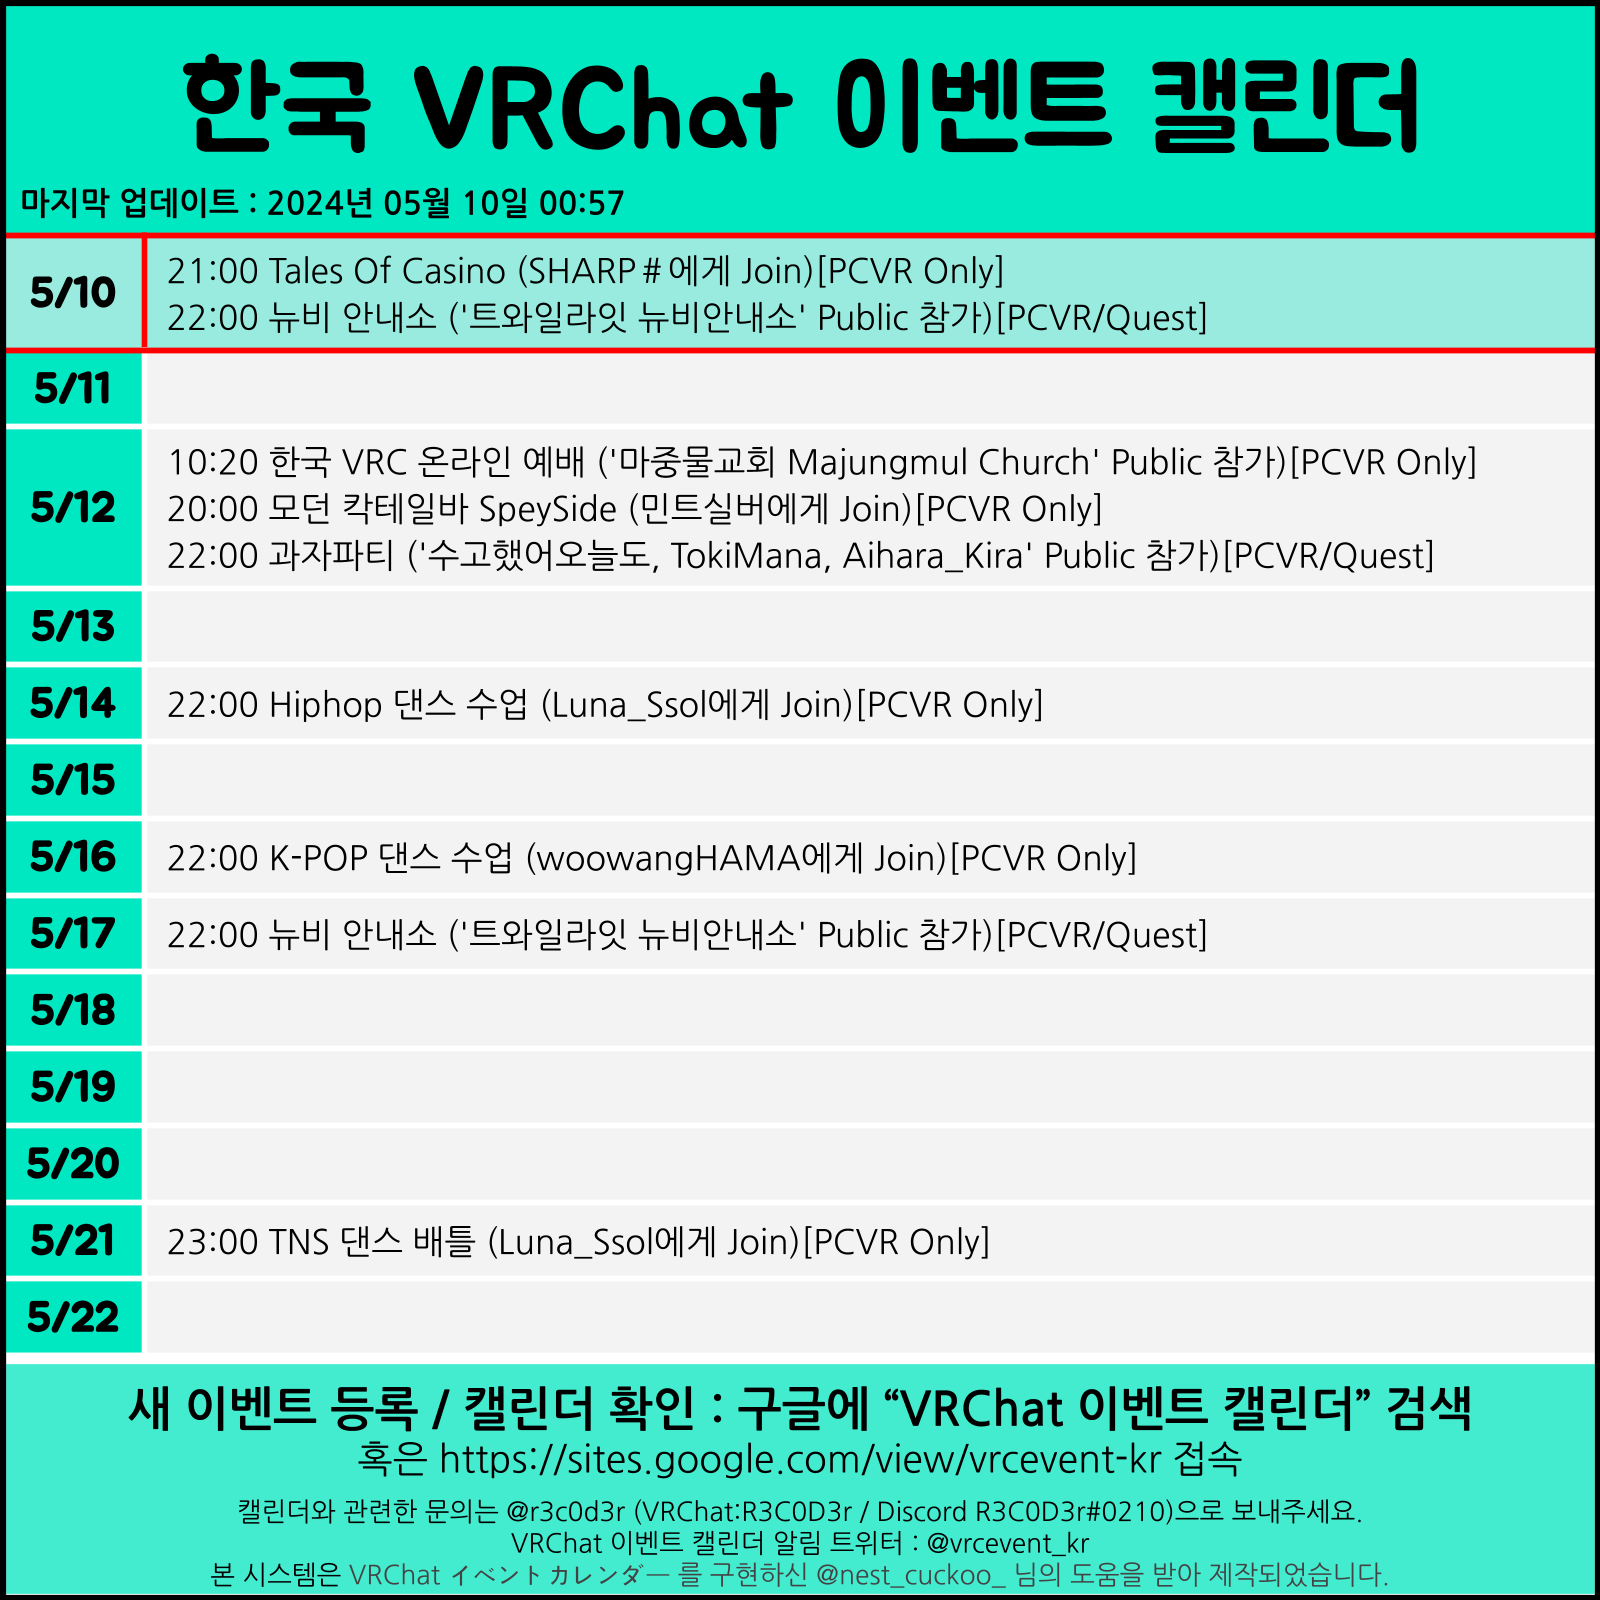 한국 VRChat 이벤트 캘린더
마지막 업데이트 : 2024년 05월 10일 00:57
5/10
21:00 Tales Of Casino (SHARP#에게 Join)[PCVR Only]
22:00 뉴비 안내소 ('트와일라잇 뉴비안내소' Public 참가)[PCVR/Quest]
5/11
5/12
10:20 한국 VRC 온라인 예배 ('마중물교회 Majungmul Church' Public 참가)[PCVR Only]
20:00 모던 칵테일바 SpeySide (민트실버에게 Join)[PCVR Only]
22:00 과자파티 ('수고했어오늘도, TokiMana, Aihara_Kira' Public 참가)[PCVR/Quest]
5/13
5/14
22:00 Hiphop 댄스 수업 (Luna_Ssol에게 Join)[PCVR Only]
5/15
5/16
22:00 K-POP 댄스 수업 (woowangHAMA에게 Join)[PCVR Only]
5/17
22:00 뉴비 안내소 ('트와일라잇 뉴비안내소' Public 참가)[PCVR/Quest]
5/18
5/19
5/20
5/21
23:00 TNS 댄스 배틀 (Luna_Ssol에게 Join)[PCVR Only]
5/22
새 이벤트 등록 / 캘린더 확인 : 구글에 “VRChat 이벤트 캘린더” 검색
혹은 https://sites.google.com/view/vrcevent-kr 접속
캘린더와 관련한 문의는 @r3c0d3r (VRChat:R3C0D3r / Discord R3C0D3r#0210)으로 보내주세요.
VRChat 이벤트 캘린더 알림 트위터 : @vrcevent_kr
본 시스템은 VRChat イベントカレンダー 를 구현하신 @nest_cuckoo_ 님의 도움을 받아 제작되었습니다.